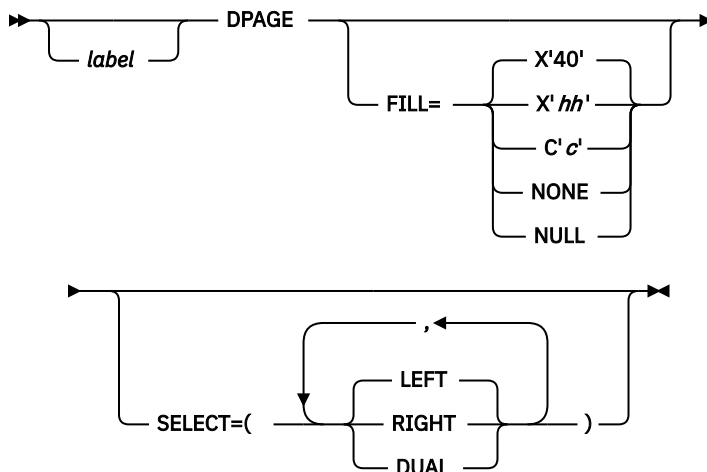 DPAGE
label
X'40'
FILL=
X'hh'
C'c'
NONE
NULL
,
LEFT
SELECT=(
RIGHT
)
DUAL